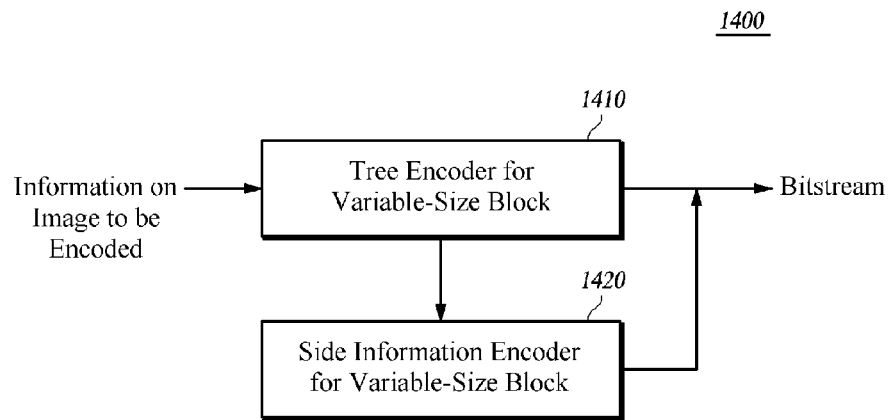 1400
1410
Tree Encoder for
Variable-Size Block
Information on
Image to be
Encoded
Bitstream
1420
Side Information Encoder
for Variable-Size Block